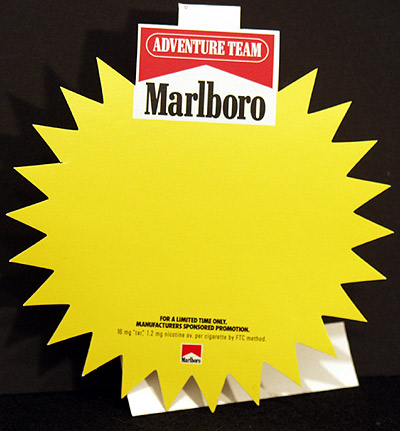 ADVENTURE TEAM
Marlboro
FOR A LIMITED TIME ONLY.
MANUFACTURERS SPONSORED PROMOTION.
16 mg "tar," 1.2 mg nicotine av. per cigarette by FTC method.
Marlboro